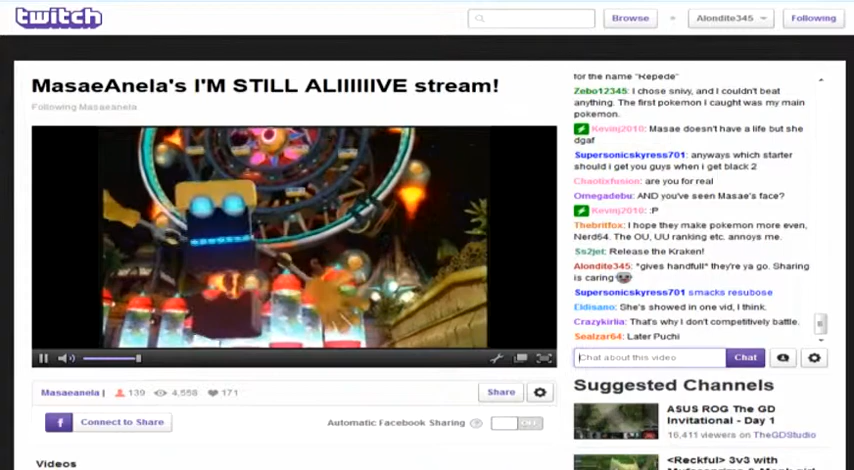 twitch
Browse
Alondite345
Following
MasaeAnela's I'M STILL ALIIIIIIVE stream!
Following Masaeanela
for the name "Repede"
Zebo12345: I chose snivy, and I couldn't beat
anything. The first pokemon I caught was my main
pokemon.
Kevinj2010: Masae doesn't have a life but she
dgaf
Supersonicskyress701: anyways which starter
should i get you guys when i get black 2
Chaotixfusion: are you for real
Omegadebu: AND you've seen Masae's face?
Kevinj2010: :P
Thebritfox: I hope they make pokemon more even,
Nerd64. The OU, UU ranking etc. annoys me.
Ss2jet: Release the Kraken!
Alondite345: *gives handfull* they're ya go. Sharing
is caring
Supersonicskyress701 smacks resubose
Eldisano: She's showed in one vid, I think.
Crazykirlia: That's why I don't competitively battle.
Sealzar64: Later Puchi
Chat about this video
Chat
Masaeanela |
139
4,558
171
Share
f
Connect to Share
Automatic Facebook Sharing
?
OFF
Suggested Channels
ASUS ROG The GD
Invitational - Day 1
16,411 viewers on TheGDStudio
<Reckful> 3v3 with
Videos